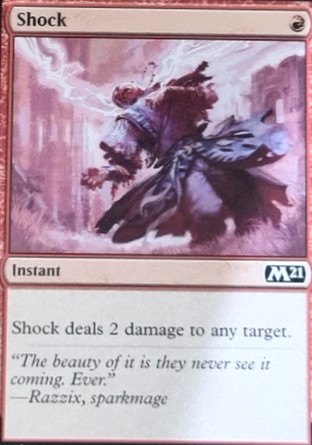 Shock
Instant
M21
Shock deals 2 damage to any target.
“The beauty of it is they never see it
coming. Ever.”
—Razzix, sparkmage